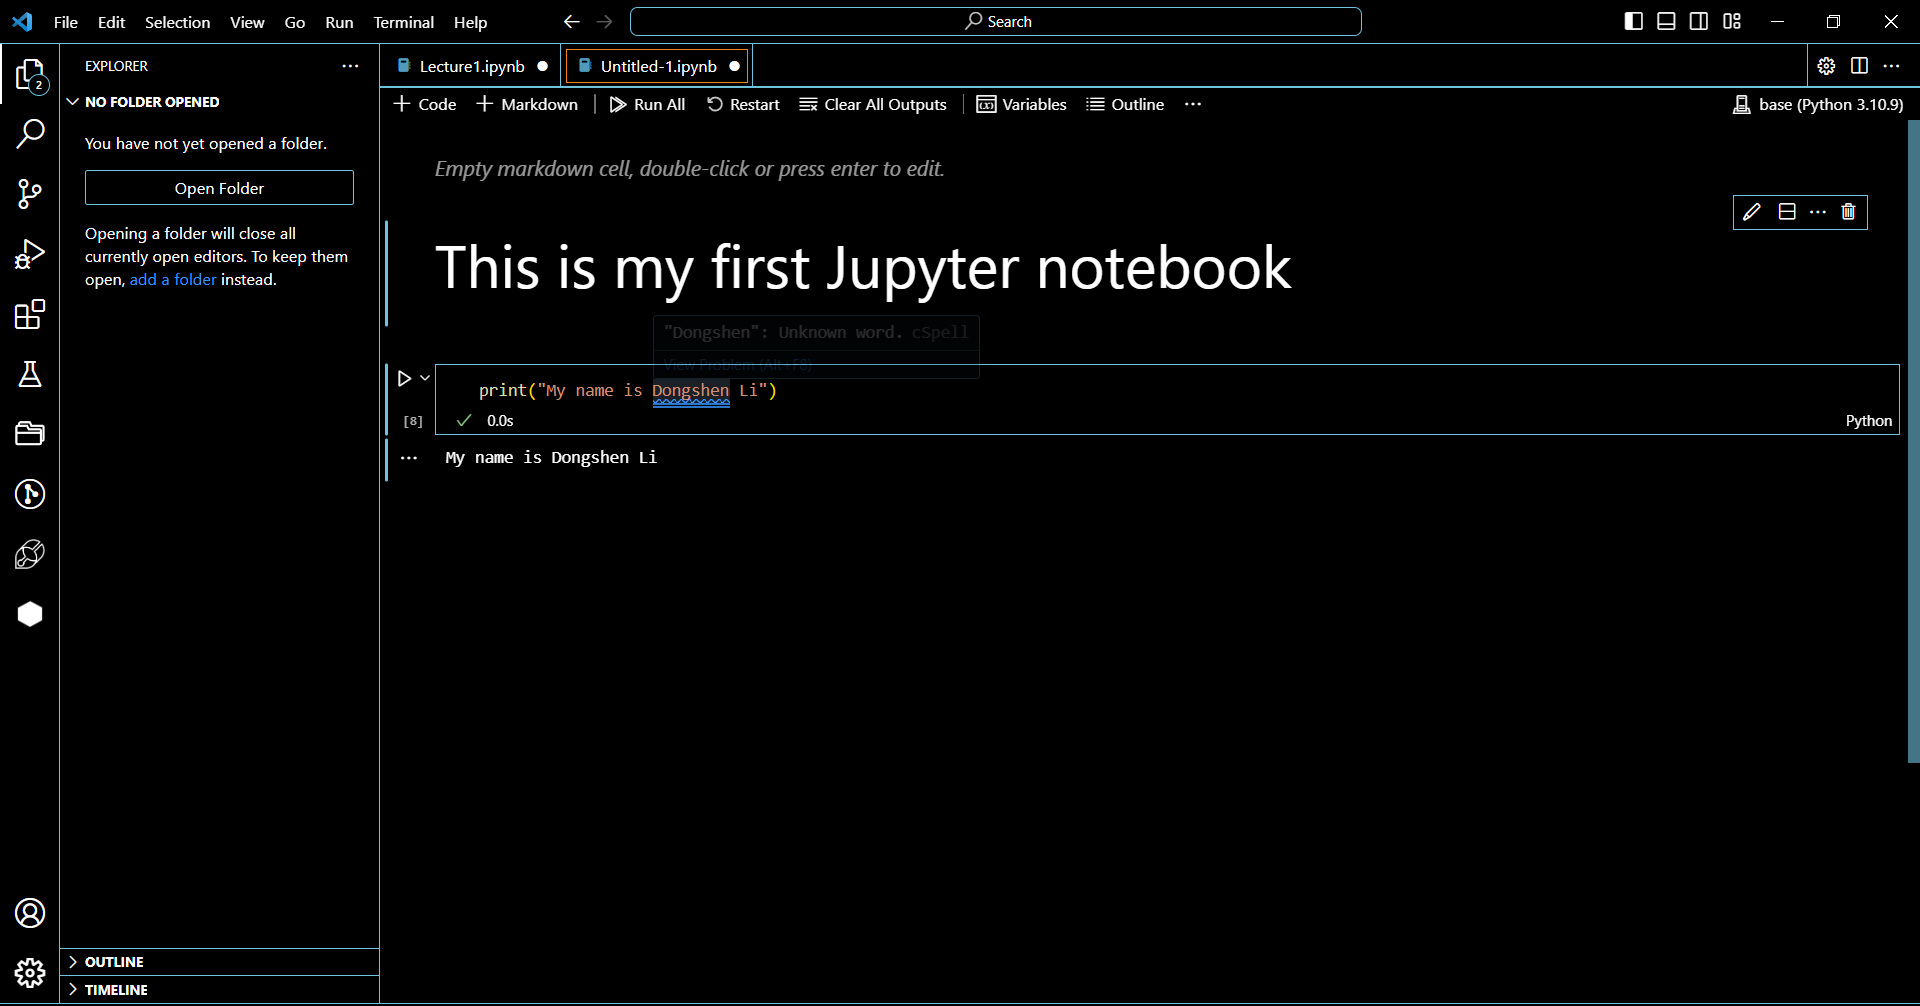 File Edit Selection View Go Run Terminal Help
Search
EXPLORER
2
NO FOLDER OPENED
You have not yet opened a folder.
Open Folder
Opening a folder will close all
currently open editors. To keep them
open, add a folder instead.
OUTLINE
TIMELINE
Lecture1.ipynb
Untitled-1.ipynb
Code Markdown Run All Restart Clear All Outputs Variables Outline
base (Python 3.10.9)
Empty markdown cell, double-click or press enter to edit.
This is my first Jupyter notebook
"Dongshen": Unknown word. cSpell
View Problem (Alt+F8)
print("My name is Dongshen Li")
[8] 0.0s
Python
My name is Dongshen Li